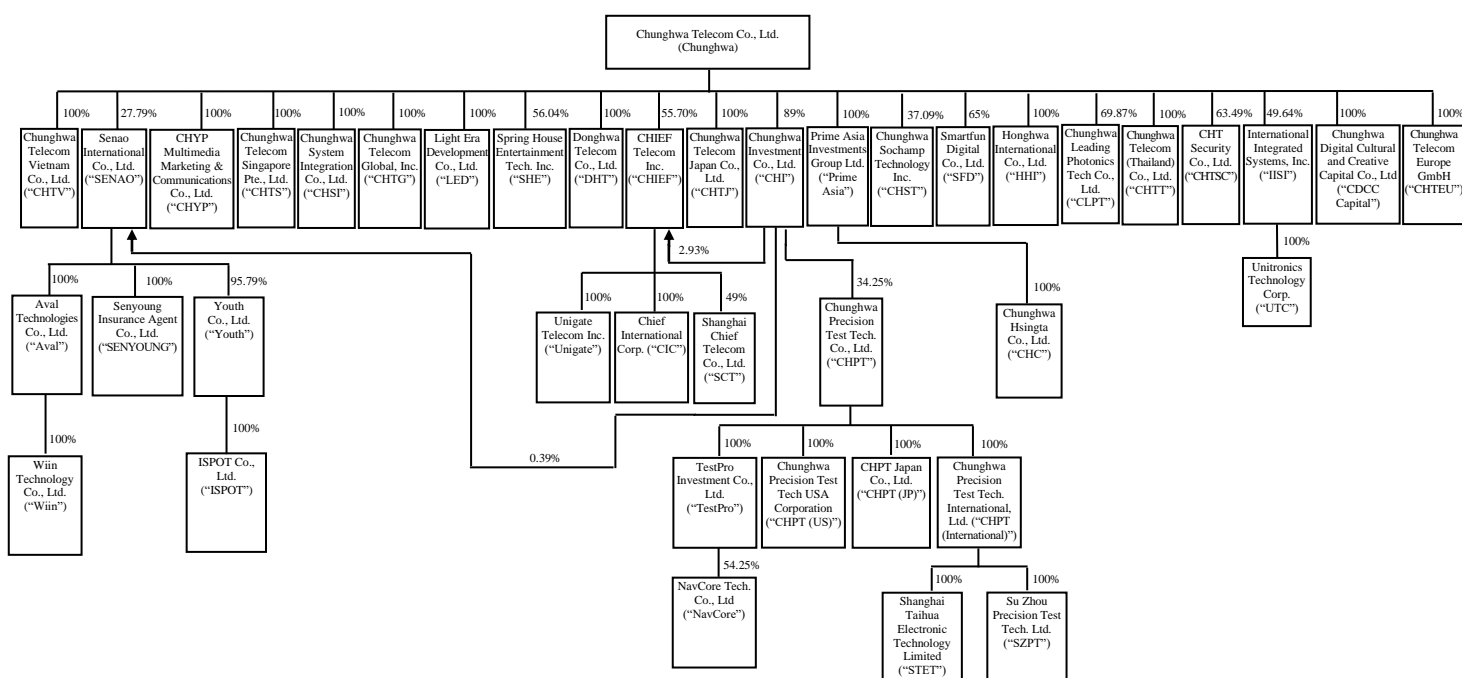 Chunghwa Telecom Co., Ltd.
(Chunghwa)
100%
27.79%
100%
100%
100%
100%
100%
56.04%
100%
55.70%
100%
89%
100%
37.09%
65%
100%
69.87%
100%
63.49%
49.64%
100%
100%
Chunghwa
Telecom
Vietnam
Co., Ltd.
(“CHTV”)
Senao
International
Co., Ltd.
(“SENAO”)
CHYP
Multimedia
Marketing &
Communications
Co., Ltd.
(“CHYP”)
Chunghwa
Telecom
Singapore
Pte., Ltd.
(“CHTS”)
Chunghwa
System
Integration
Co., Ltd.
(“CHSI”)
Chunghwa
Telecom
Global, Inc.
(“CHTG”)
Light Era
Development
Co., Ltd.
(“LED”)
Spring House
Entertainment
Tech. Inc.
(“SHE”)
Donghwa
Telecom
Co., Ltd.
(“DHT”)
CHIEF
Telecom
Inc.
(“CHIEF”)
Chunghwa
Telecom
Japan Co.,
Ltd.
(“CHTJ”)
Chunghwa
Investment
Co., Ltd.
(“CHI”)
Prime Asia
Investments
Group Ltd.
(“Prime
Asia”)
Chunghwa
Sochamp
Technology
Inc.
(“CHST”)
Smartfun
Digital
Co., Ltd.
(“SFD”)
Honghwa
International
Co., Ltd.
(“HHI”)
Chunghwa
Leading
Photonics
Tech Co.,
Ltd.
(“CLPT”)
Chunghwa
Telecom
(Thailand)
Co., Ltd.
(“CHTT”)
CHT
Security
Co., Ltd.
(“CHTSC”)
International
Integrated
Systems, Inc.
(“IISI”)
Chunghwa
Digital Cultural
and Creative
Capital Co., Ltd
(“CDCC
Capital”)
Chunghwa
Telecom
Europe
GmbH
(“CHTEU”)
2.93%
100%
100%
95.79%
Aval
Technologies
Co., Ltd.
(“Aval”)
Senyoung
Insurance Agent
Co., Ltd.
(“SENYOUNG”)
Youth
Co., Ltd.
(“Youth”)
100%
100%
49%
Unigate
Telecom Inc.
(“Unigate”)
Chief
International
Corp. (“CIC”)
Shanghai
Chief
Telecom
Co., Ltd.
(“SCT”)
34.25%
Chunghwa
Precision
Test Tech.
Co., Ltd.
(“CHPT”)
100%
Chunghwa
Hsingta
Co., Ltd.
(“CHC”)
100%
Unitronics
Technology
Corp.
(“UTC”)
100%
Wiin
Technology
Co., Ltd.
(“Wiin”)
100%
ISPOT Co.,
Ltd.
(“ISPOT”)
0.39%
100%
100%
100%
100%
TestPro
Investment Co.,
Ltd.
(“TestPro”)
Chunghwa
Precision Test
Tech USA
Corporation
(“CHPT (US)”)
CHPT Japan
Co., Ltd.
(“CHPT (JP)”)
Chunghwa
Precision
Test Tech.
International,
Ltd. (“CHPT
(International)”)
54.25%
NavCore Tech.
Co., Ltd
(“NavCore”)
100%
100%
Shanghai
Taihua
Electronic
Technology
Limited
(“STET”)
Su Zhou
Precision Test
Tech. Ltd.
(“SZPT”)